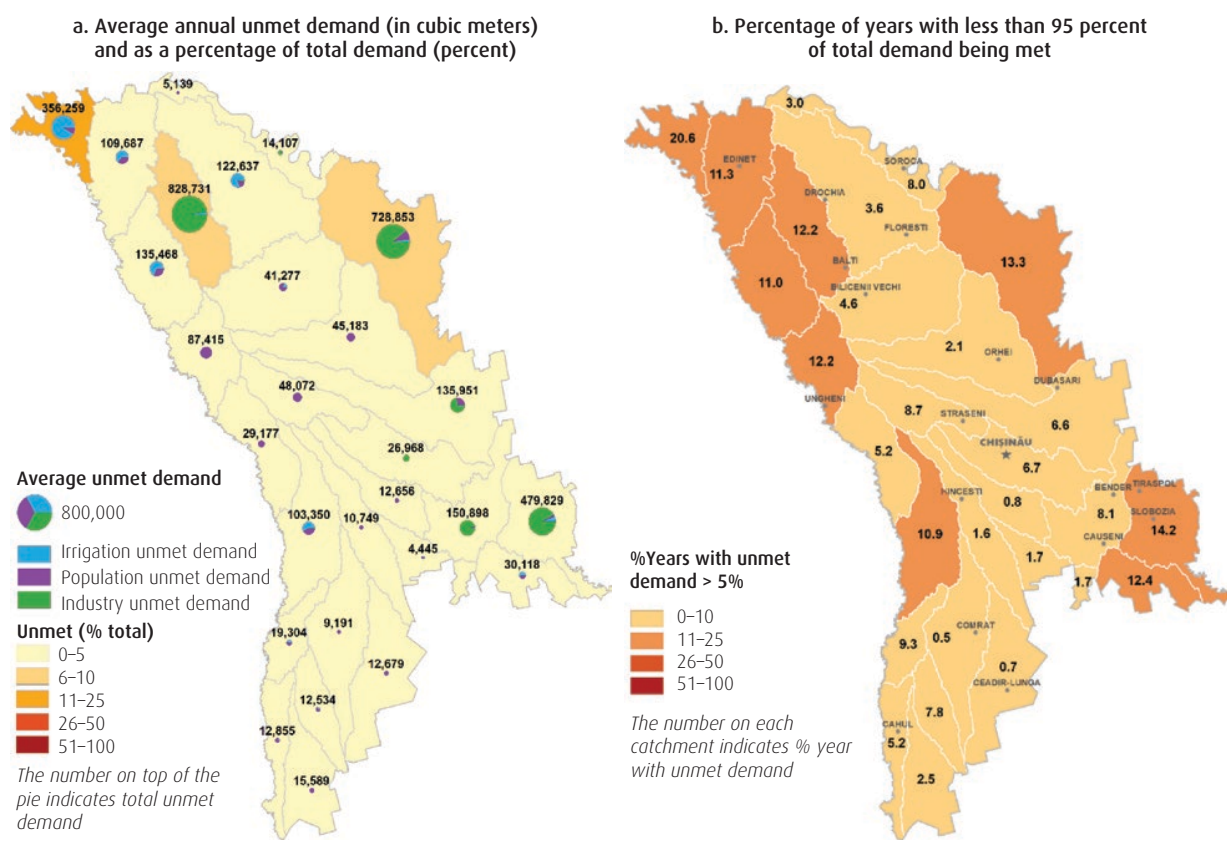 a. Average annual unmet demand (in cubic meters)
and as a percentage of total demand (percent)
5,139
356,259
109,687
14,107
122,637
828,731
728,853
135,468
41,277
45,183
87,415
48,072
135,951
29,177
26,968
12,656
479,829
103,350
10,749
150,898
4,445
30,118
19,304
9,191
12,679
12,534
12,855
15,589
Average unmet demand
800,000
Irrigation unmet demand
Population unmet demand
Industry unmet demand
Unmet (% total)
0–5
6–10
11–25
26–50
51–100
The number on top of the
pie indicates total unmet
demand
b. Percentage of years with less than 95 percent
of total demand being met
3.0
20.6
EDINET
11.3
SOROCA
8.0
DROCHIA
3.6
12.2
FLORESTI
BALTI
13.3
11.0
BILICENII VECHI
4.6
2.1
ORHEI
12.2
DUBASARI
UNGHENI
8.7
STRASENI
6.6
CHIȘINĂU
5.2
6.7
HINCESTI
0.8
BENDER
TIRASPOL
8.1
SLOBOZIA
14.2
10.9
1.6
CAUSENI
1.7
1.7
12.4
9.3
0.5
COMRAT
0.7
CEADIR-LUNGA
7.8
CAHUL
5.2
2.5
%Years with unmet
demand > 5%
0–10
11–25
26–50
51–100
The number on each
catchment indicates % year
with unmet demand